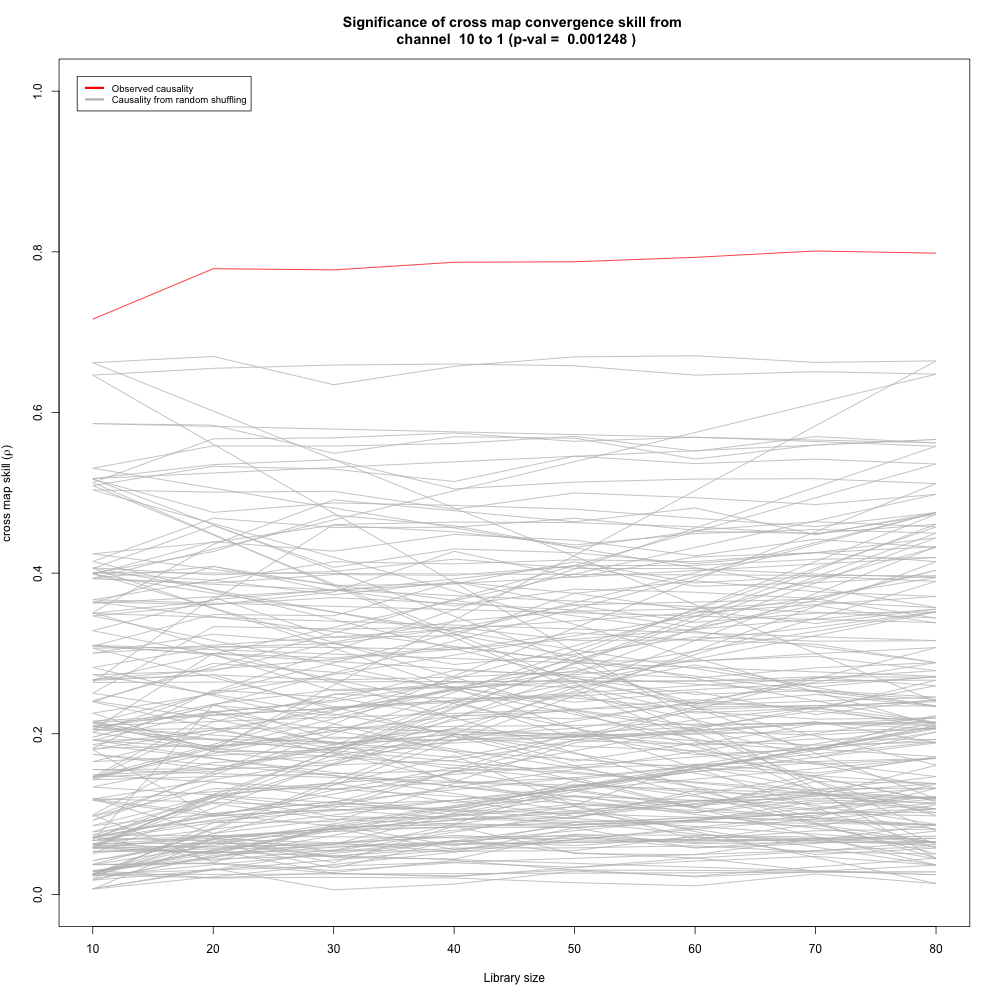 Significance of cross map convergence skill from
channel  10 to 1 (p-val =  0.001248 )
Observed causality
Causality from random shuffling
cross map skill (ρ)
1.0
0.8
0.6
0.4
0.2
0.0
10 20 30 40 50 60 70 80
Library size